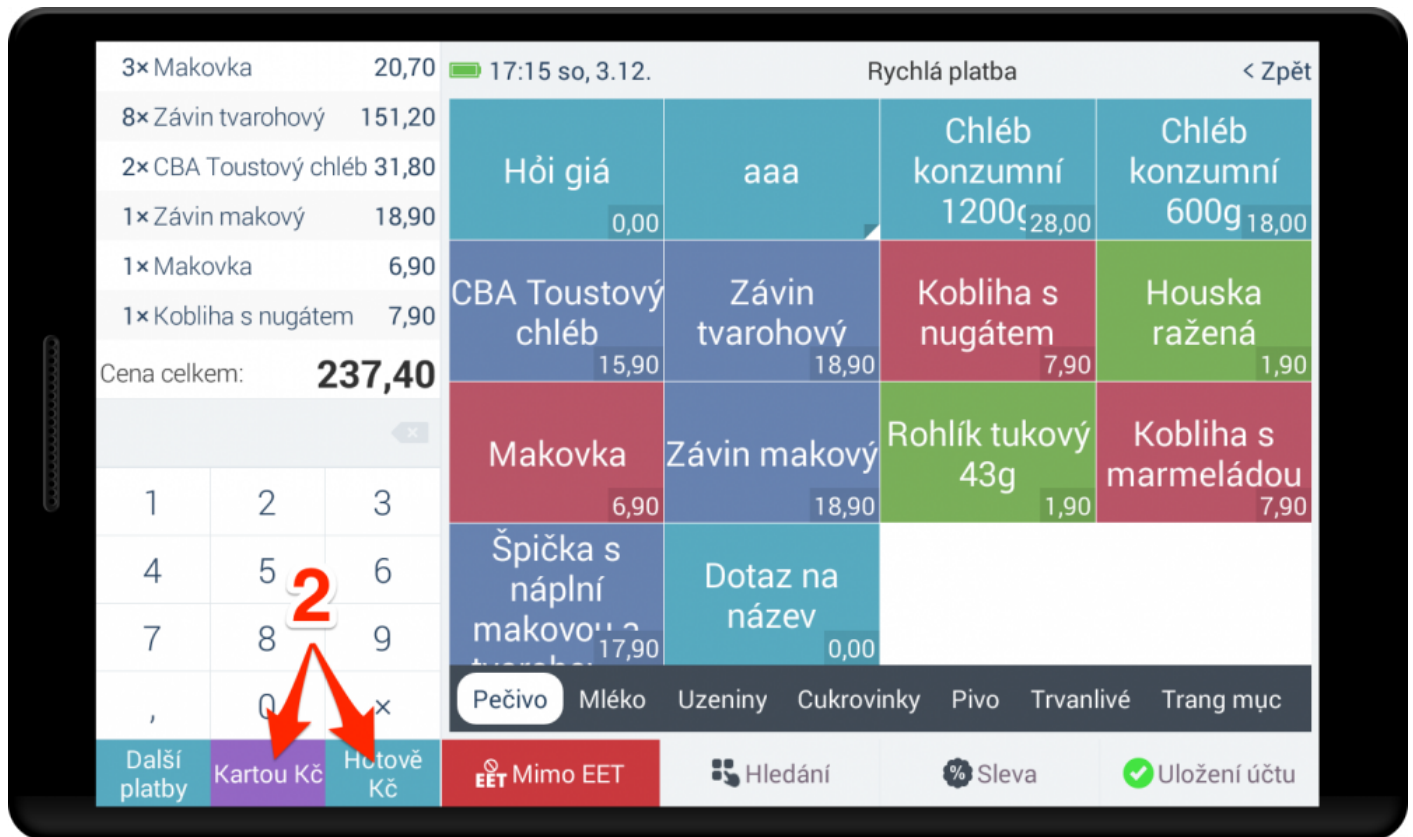 3× Makovka 20,70
8× Závin tvarohový 151,20
2× CBA Toustový chléb 31,80
1× Závin makový 18,90
1× Makovka 6,90
1× Kobliha s nugátem 7,90
Cena celkem: 237,40
1 2 3
4 5 6
7 8 9
, 0 ×
2
Další
platby
Kartou Kč
Hotově
Kč
17:15 so, 3.12. Rychlá platba < Zpět
Hỏi giá
0,00
aaa
Chléb
konzumní
1200g
28,00
Chléb
konzumní
600g
18,00
CBA Toustový
chléb
15,90
Závin
tvarohový
18,90
Kobliha s
nugátem
7,90
Houska
ražená
1,90
Makovka
6,90
Závin makový
18,90
Rohlík tukový
43g
1,90
Kobliha s
marmeládou
7,90
Špička s
náplní
makovou a
17,90
Dotaz na
název
0,00
Pečivo Mléko Uzeniny Cukrovinky Pivo Trvanlivé Trang mục
EET Mimo EET Hledání % Sleva Uložení účtu